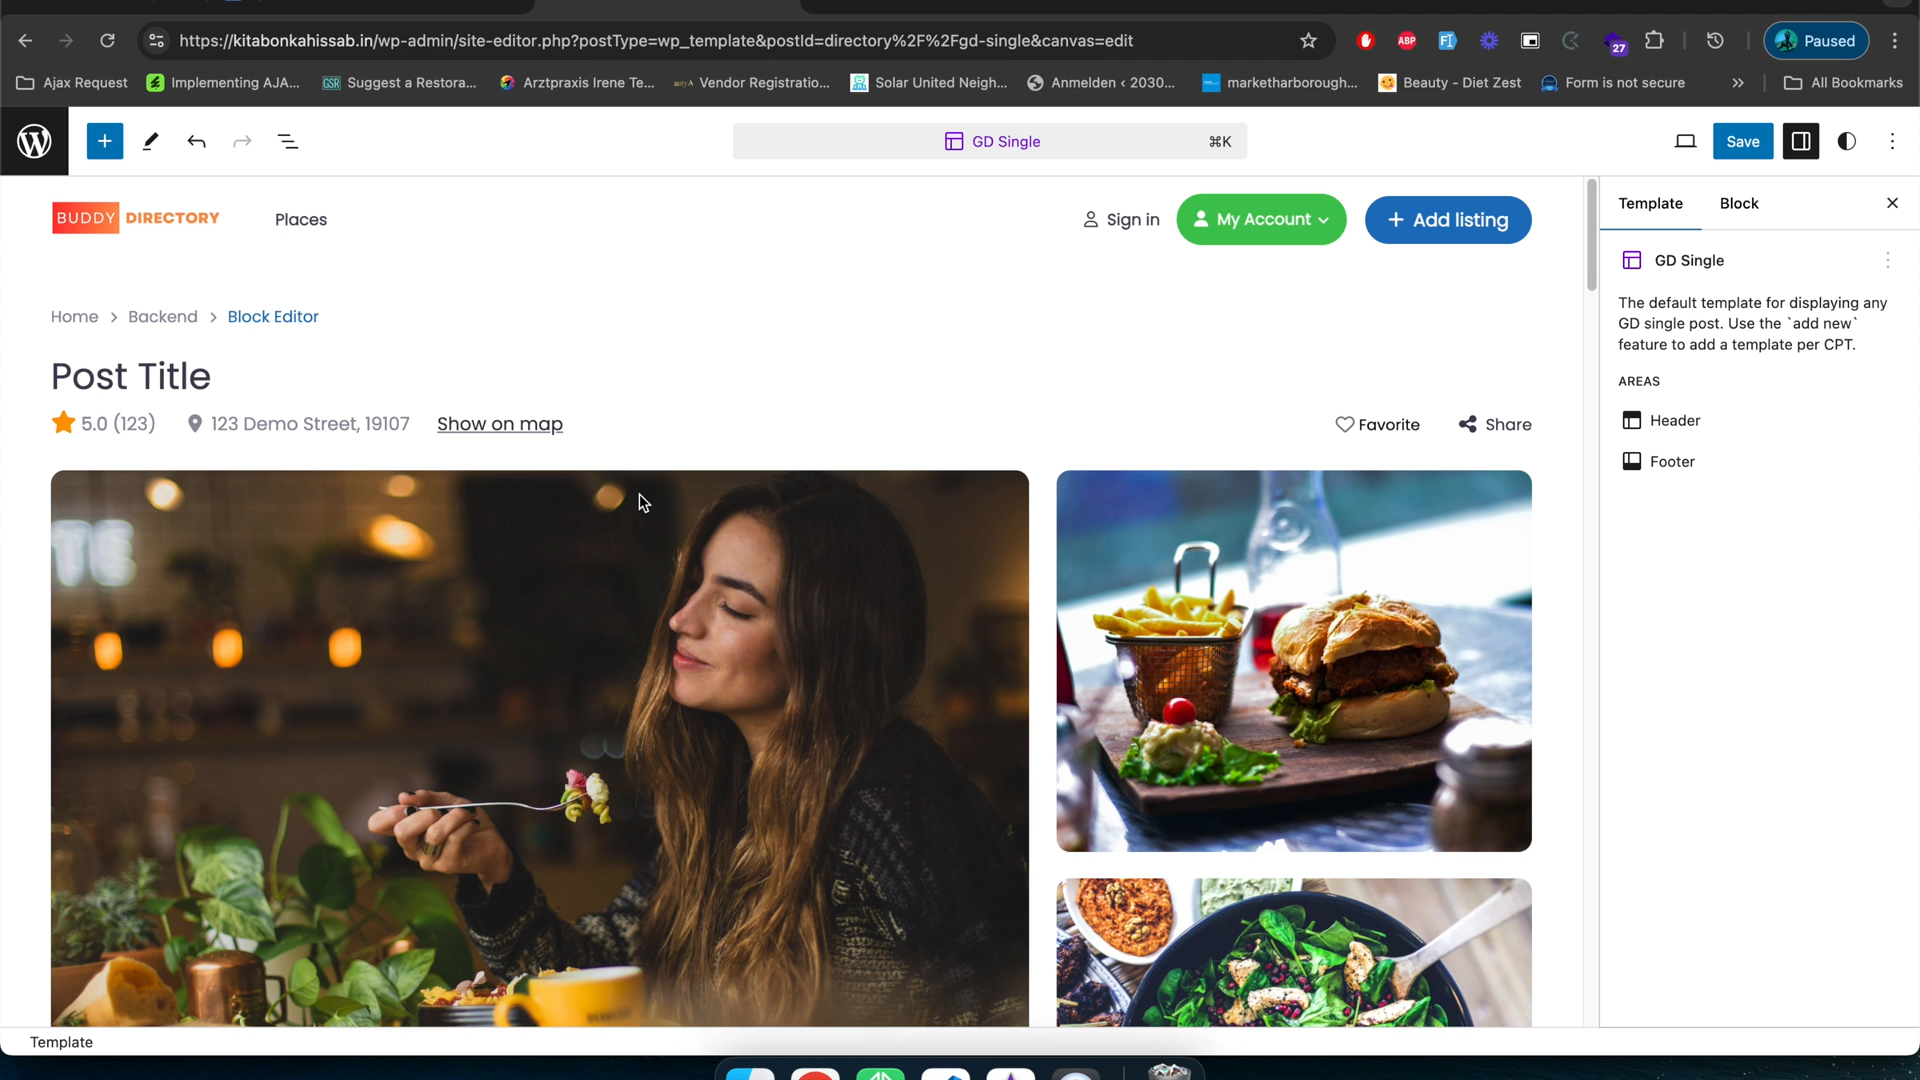 https://kitabonkahissab.in/wp-admin/site-editor.php?postType=wp_template&postId=directory%2F%2Fgd-single&canvas=edit
ABP
27
Paused
Ajax Request
Implementing AJA...
GSR
Suggest a Restora...
Arztpraxis Irene Te...
Vendor Registratio...
Solar United Neigh...
Anmelden ‹ 2030...
marketharborough...
Beauty - Diet Zest
Form is not secure
»
All Bookmarks
GD Single
⌘K
Save
BUDDY DIRECTORY
Places
Sign in
My Account
+ Add listing
Template
Block
GD Single
The default template for displaying any
GD single post. Use the `add new`
feature to add a template per CPT.
AREAS
Header
Footer
Home > Backend > Block Editor
Post Title
5.0 (123)
123 Demo Street, 19107
Show on map
Favorite
Share
Template